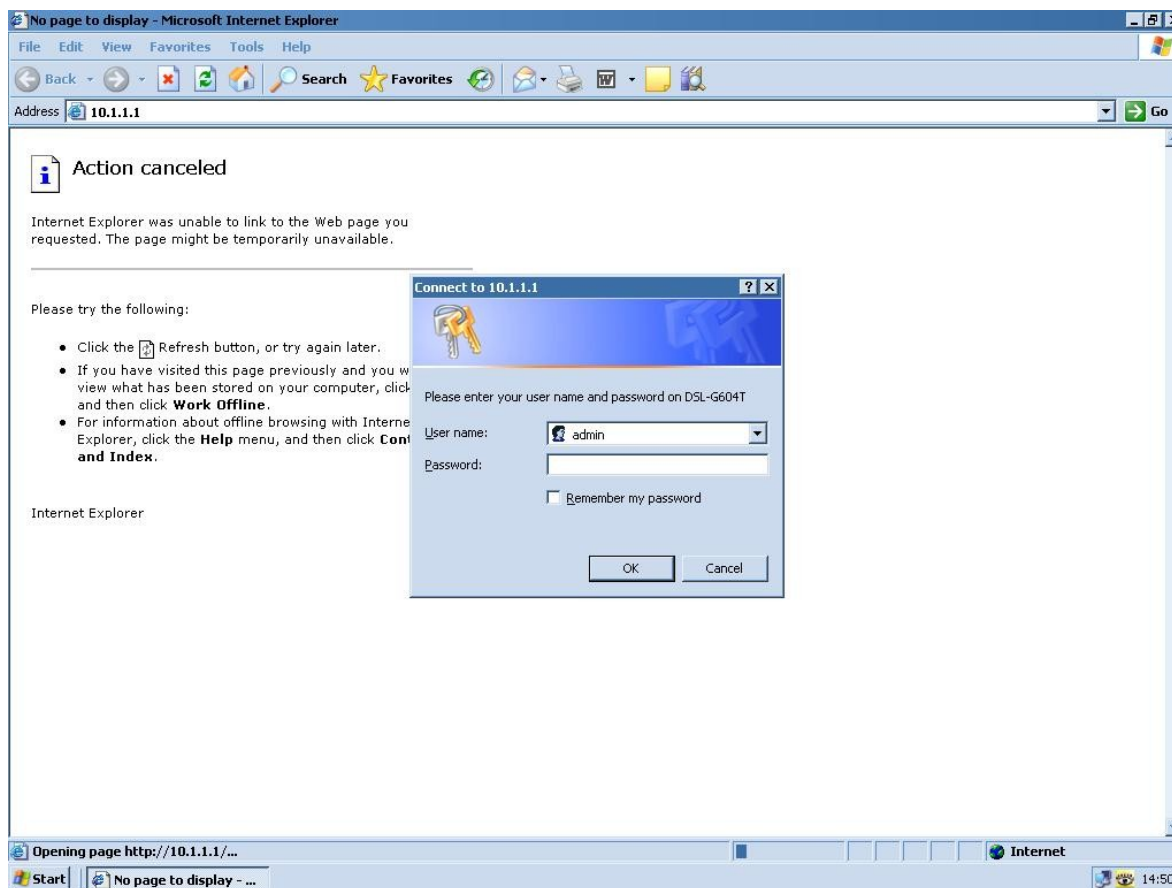 No page to display - Microsoft Internet Explorer
File Edit View Favorites Tools Help
Back Search Favorites
Address 10.1.1.1 Go
Action canceled
Internet Explorer was unable to link to the Web page you
requested. The page might be temporarily unavailable.
Please try the following:
Click the Refresh button, or try again later.
If you have visited this page previously and you w
view what has been stored on your computer, click
and then click Work Offline.
For information about offline browsing with Interne
Explorer, click the Help menu, and then click Cont
and Index.
Internet Explorer
Connect to 10.1.1.1
Please enter your user name and password on DSL-G604T
User name: admin
Password:
Remember my password
OK Cancel
Opening page http://10.1.1.1/...
Internet
Start No page to display - ...
14:50